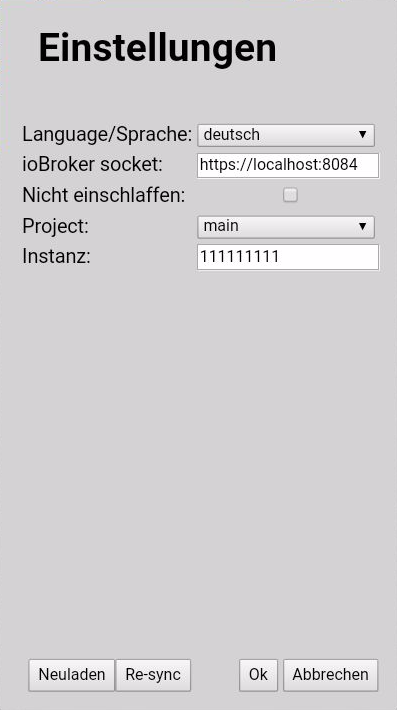 Einstellungen
Language/Sprache: deutsch
ioBroker socket: https://localhost:8084
Nicht einschlaffen:
Project: main
Instanz: 111111111
Neuladen Re-sync Ok Abbrechen